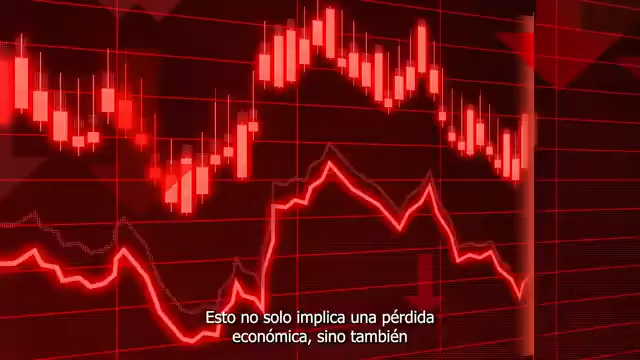 Esto no solo implica una pérdida
económica, sino también